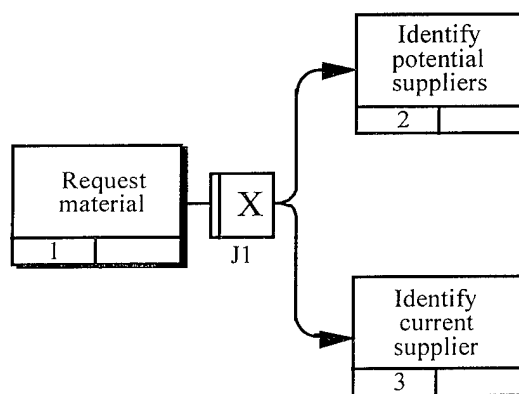 Identify
potential
suppliers
2
Request
material
1
X
J1
Identify
current
supplier
3